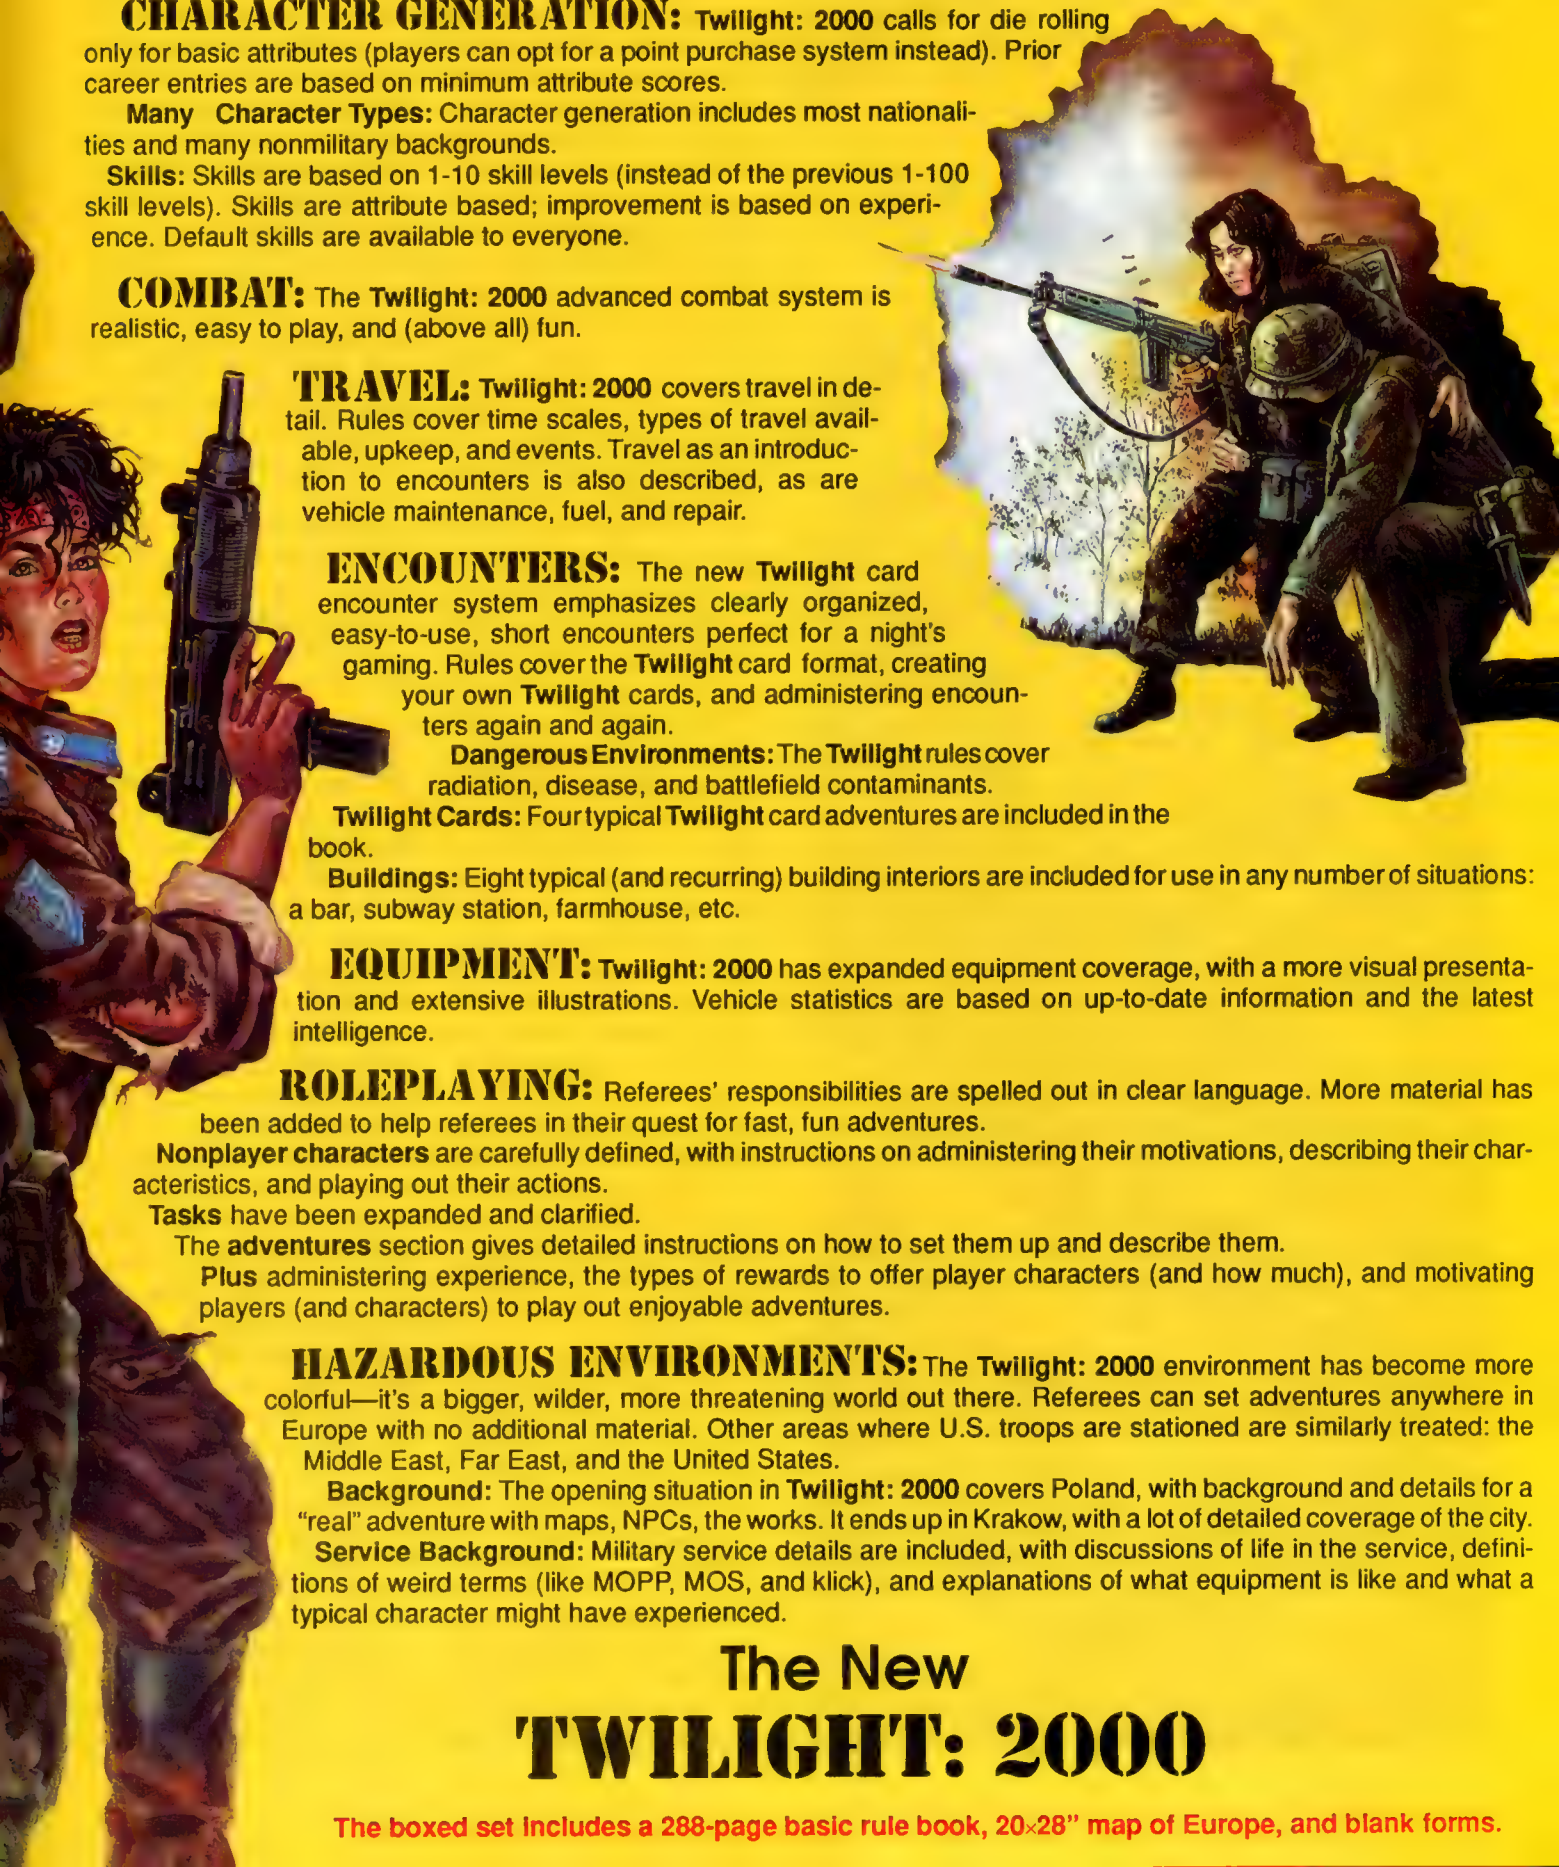 CHARACTER GENERATION: Twilight: 2000 calls for die rolling
only for basic attributes (players can opt for a point purchase system instead). Prior
career entries are based on minimum attribute scores.
Many Character Types: Character generation includes most nationali-
ties and many nonmilitary backgrounds.
Skills: Skills are based on 1-10 skill levels (instead of the previous 1-100
skill levels). Skills are attribute based; improvement is based on experi-
ence. Default skills are available to everyone.
COMBAT: The Twilight: 2000 advanced combat system is
realistic, easy to play, and (above all) fun.
TRAVEL: Twilight: 2000 covers travel in de-
tail. Rules cover time scales, types of travel avail-
able, upkeep, and events. Travel as an introduc-
tion to encounters is also described, as are
vehicle maintenance, fuel, and repair.
ENCOUNTERS: The new Twilight card
encounter system emphasizes clearly organized,
easy-to-use, short encounters perfect for a night's
gaming. Rules cover the Twilight card format, creating
your own Twilight cards, and administering encoun-
ters again and again.
Dangerous Environments: The Twilight rules cover
radiation, disease, and battlefield contaminants.
Twilight Cards: Four typical Twilight card adventures are included in the
book.
Buildings: Eight typical (and recurring) building interiors are included for use in any number of situations:
a bar, subway station, farmhouse, etc.
EQUIPMENT: Twilight: 2000 has expanded equipment coverage, with a more visual presenta-
tion and extensive illustrations. Vehicle statistics are based on up-to-date information and the latest
intelligence.
ROLEPLAYING: Referees' responsibilities are spelled out in clear language. More material has
been added to help referees in their quest for fast, fun adventures.
Nonplayer characters are carefully defined, with instructions on administering their motivations, describing their char-
acteristics, and playing out their actions.
Tasks have been expanded and clarified.
The adventures section gives detailed instructions on how to set them up and describe them.
Plus administering experience, the types of rewards to offer player characters (and how much), and motivating
players (and characters) to play out enjoyable adventures.
HAZARDOUS ENVIRONMENTS: The Twilight: 2000 environment has become more
colorful—it's a bigger, wilder, more threatening world out there. Referees can set adventures anywhere in
Europe with no additional material. Other areas where U.S. troops are stationed are similarly treated: the
Middle East, Far East, and the United States.
Background: The opening situation in Twilight: 2000 covers Poland, with background and details for a
"real" adventure with maps, NPCs, the works. It ends up in Krakow, with a lot of detailed coverage of the city.
Service Background: Military service details are included, with discussions of life in the service, defini-
tions of weird terms (like MOPP, MOS, and klick), and explanations of what equipment is like and what a
typical character might have experienced.
The New
TWILIGHT: 2000
The boxed set includes a 288-page basic rule book, 20×28" map of Europe, and blank forms.